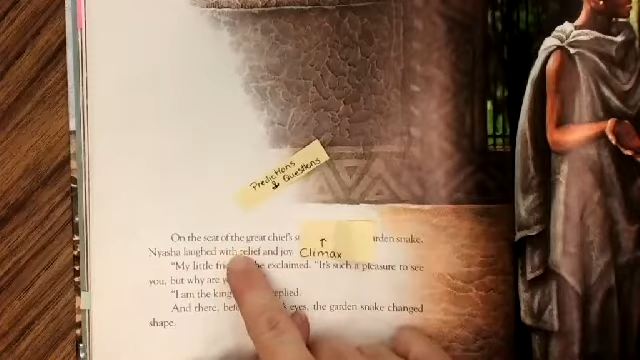 Predictions
↓ Questions
On the seat of the great chief's s arden snake.
Nyasha laughed with relief and joy.
↑
Climax
"My little fri he exclaimed. "It's such a pleasure to see
you, but why are y
"I am the king replied.
And there, bef eyes, the garden snake changed
shape.